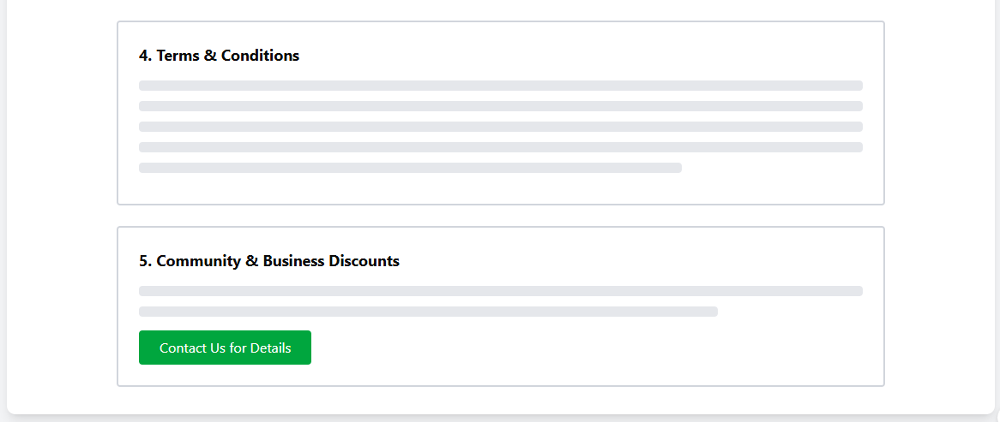 4. Terms & Conditions
5. Community & Business Discounts
Contact Us for Details